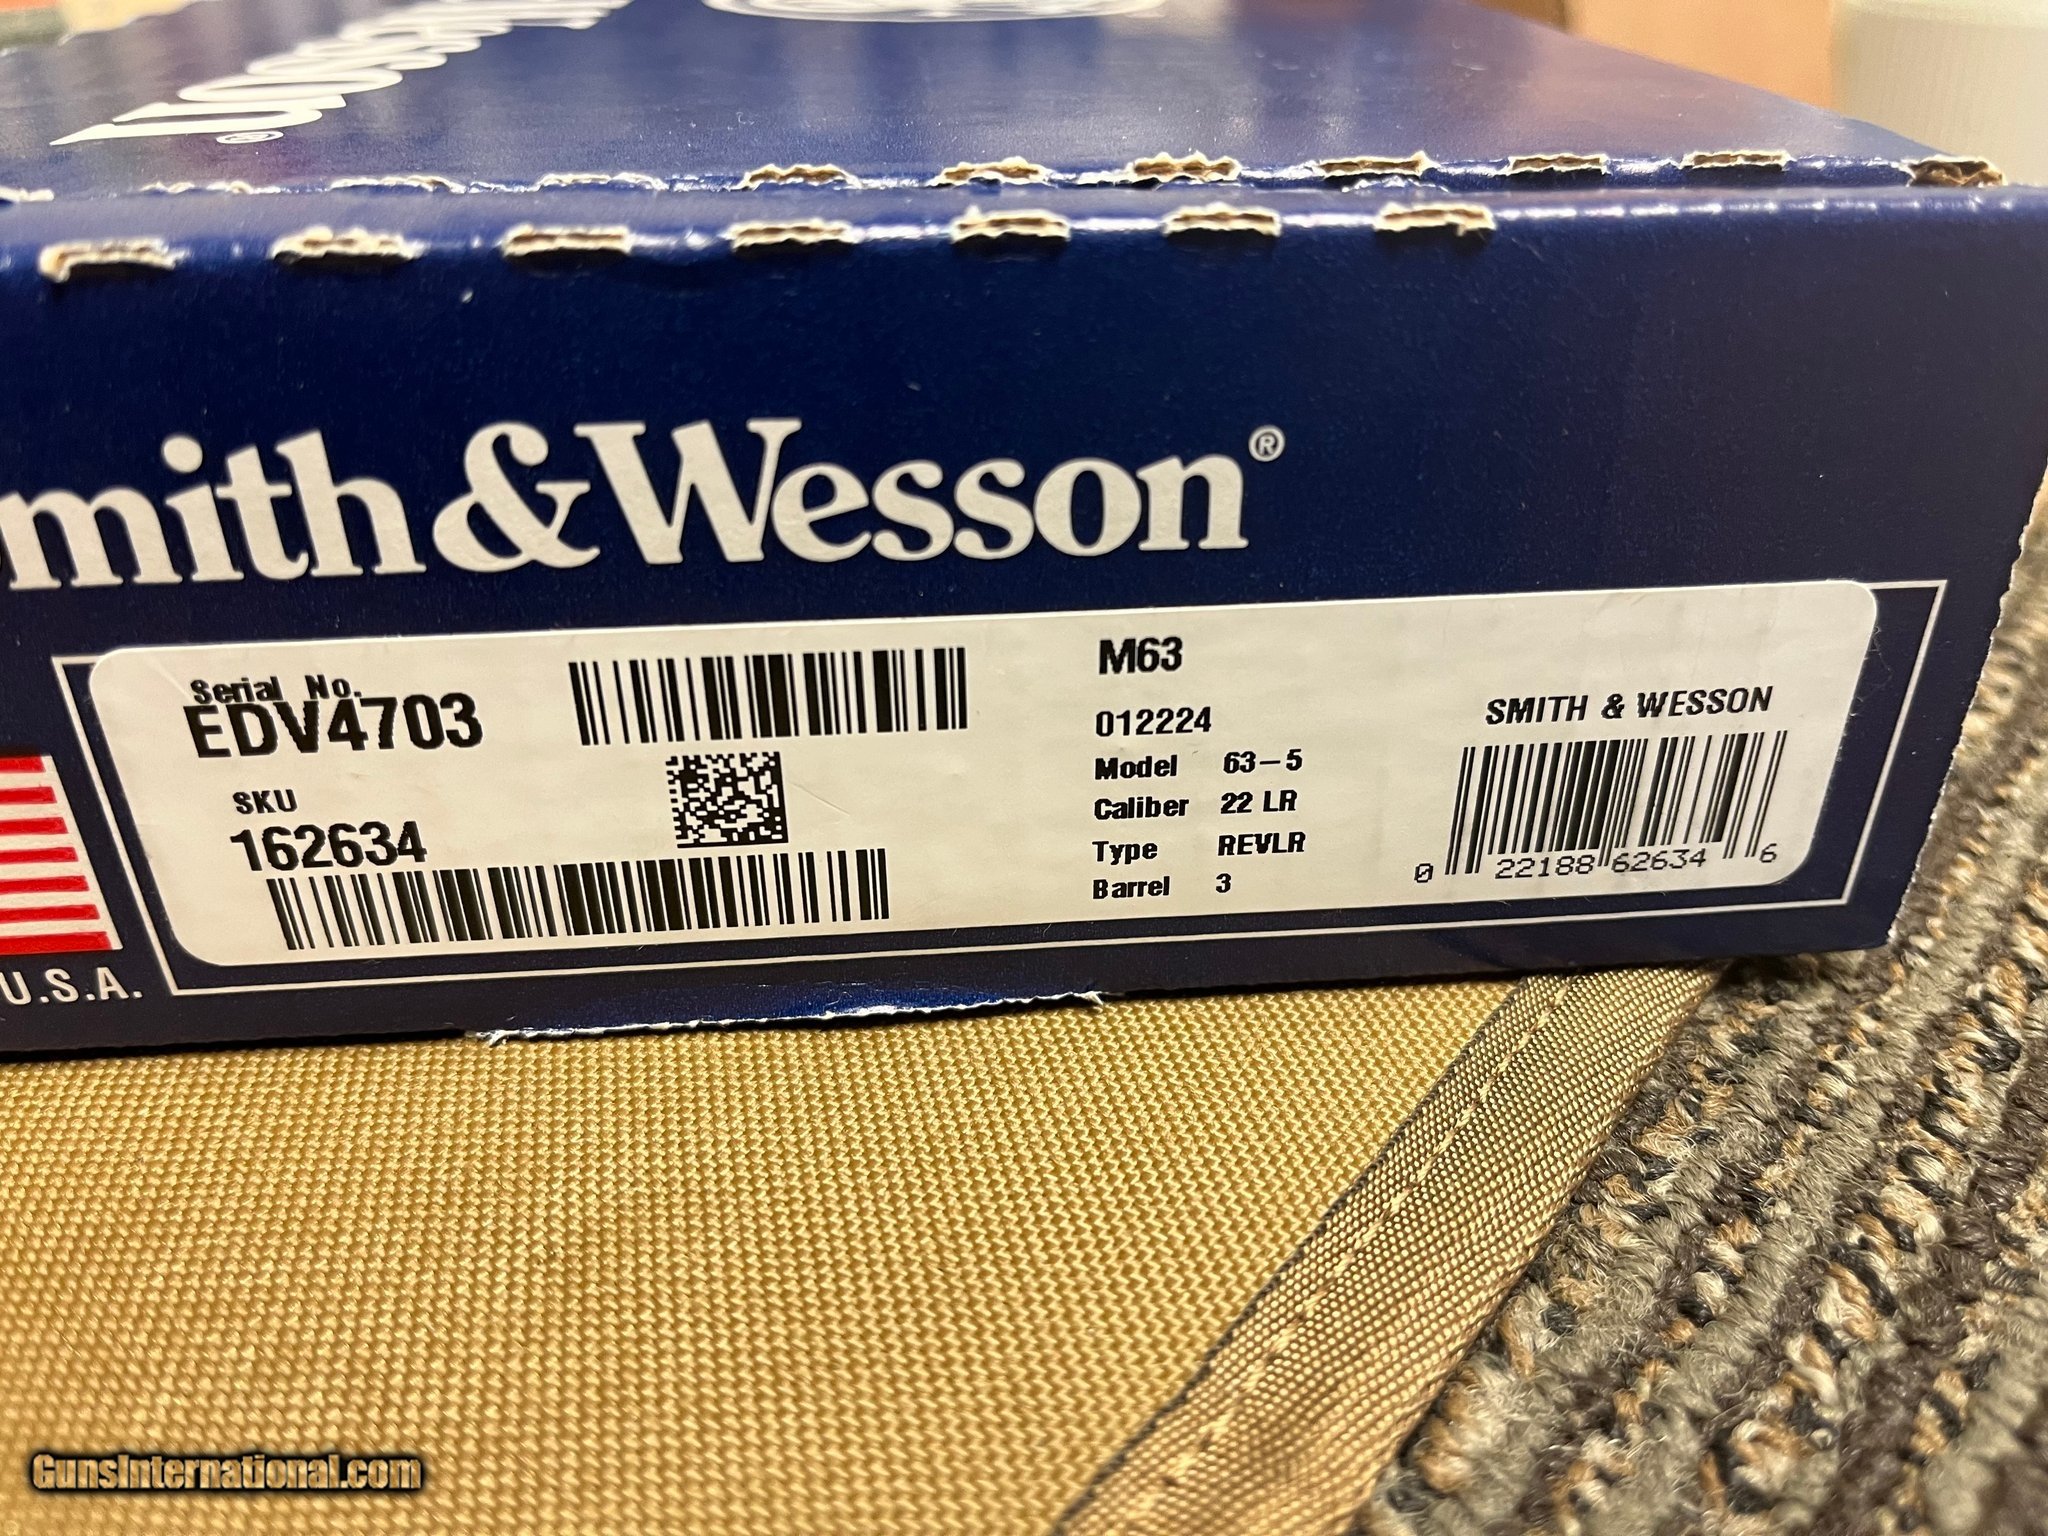 Smith & Wesson®
Serial No.
EDV4703
SKU
162634
M63
012224
Model 63-5
Caliber 22 LR
Type REVLR
Barrel 3
SMITH & WESSON
0 22188 62634 6
U.S.A.
GunsInternational.com